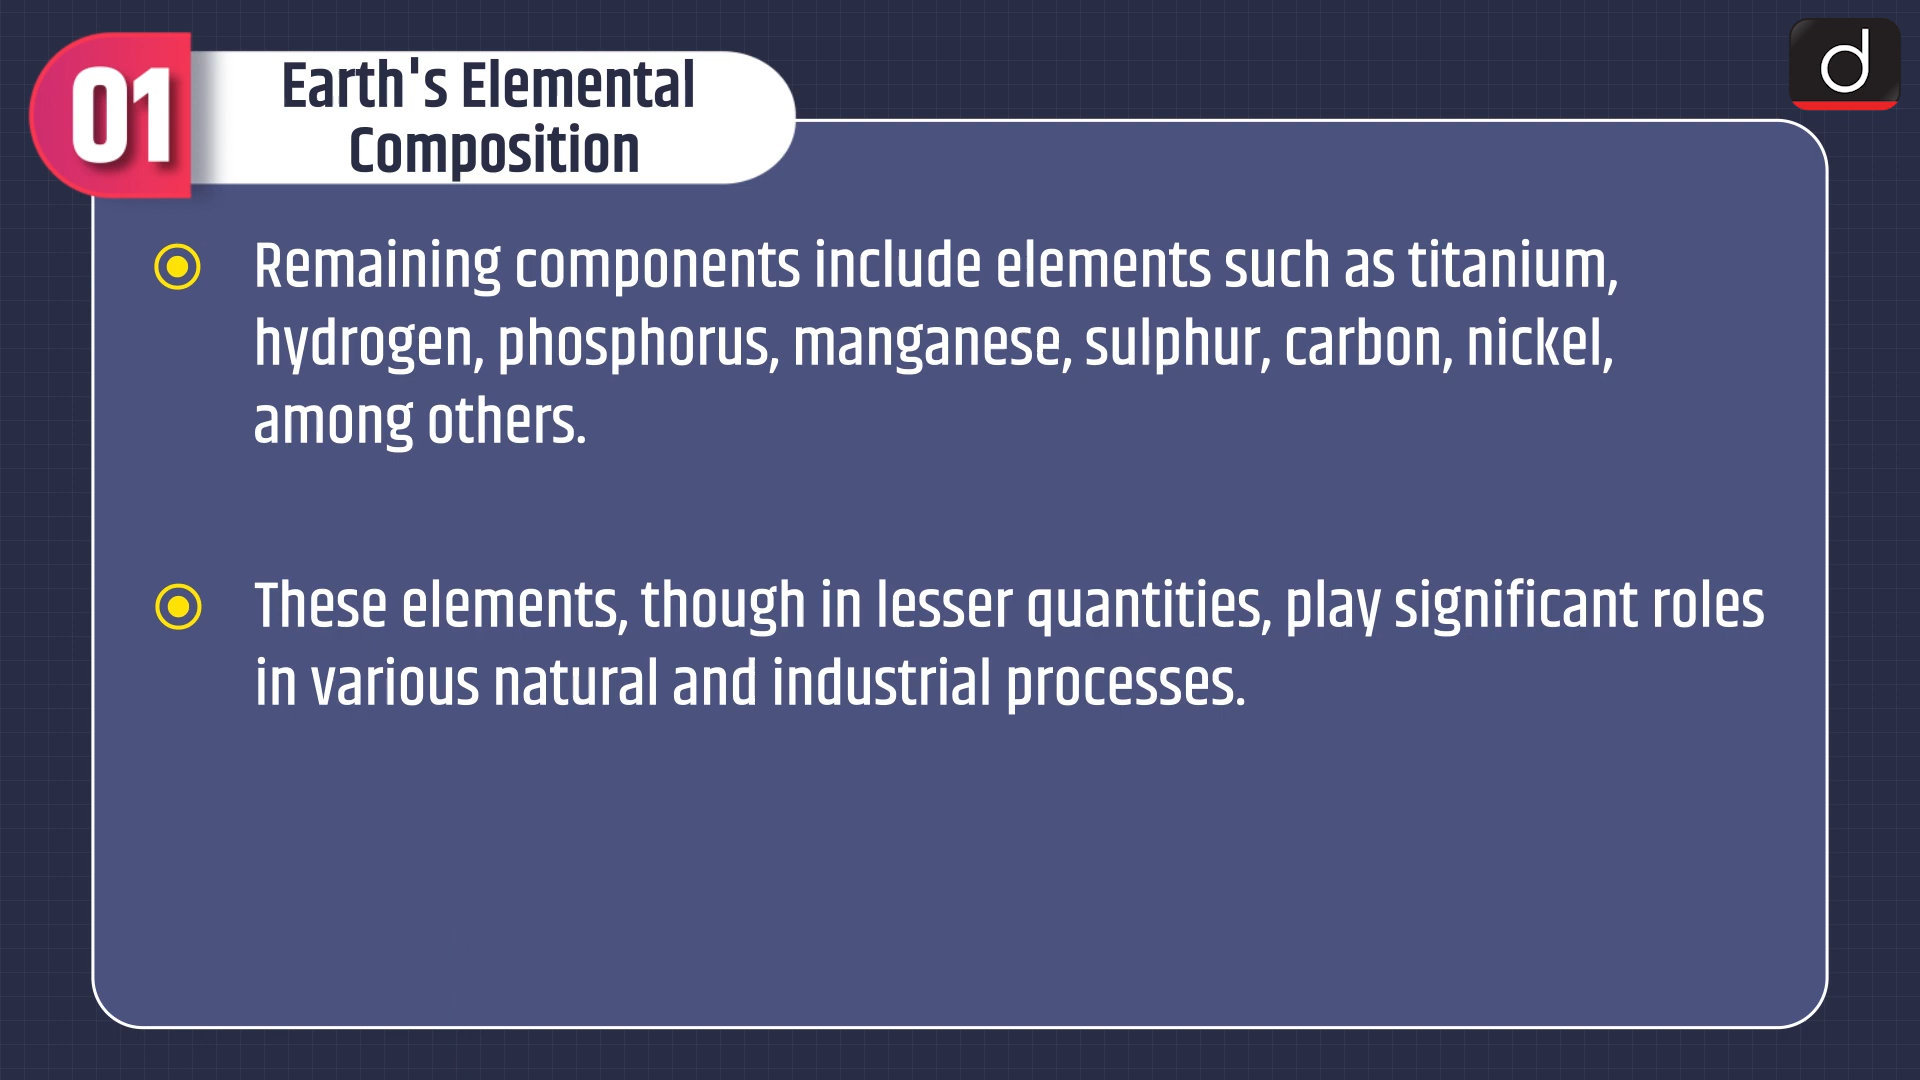 01
Earth's Elemental
Composition
d
Remaining components include elements such as titanium,
hydrogen, phosphorus, manganese, sulphur, carbon, nickel,
among others.
These elements, though in lesser quantities, play significant roles
in various natural and industrial processes.